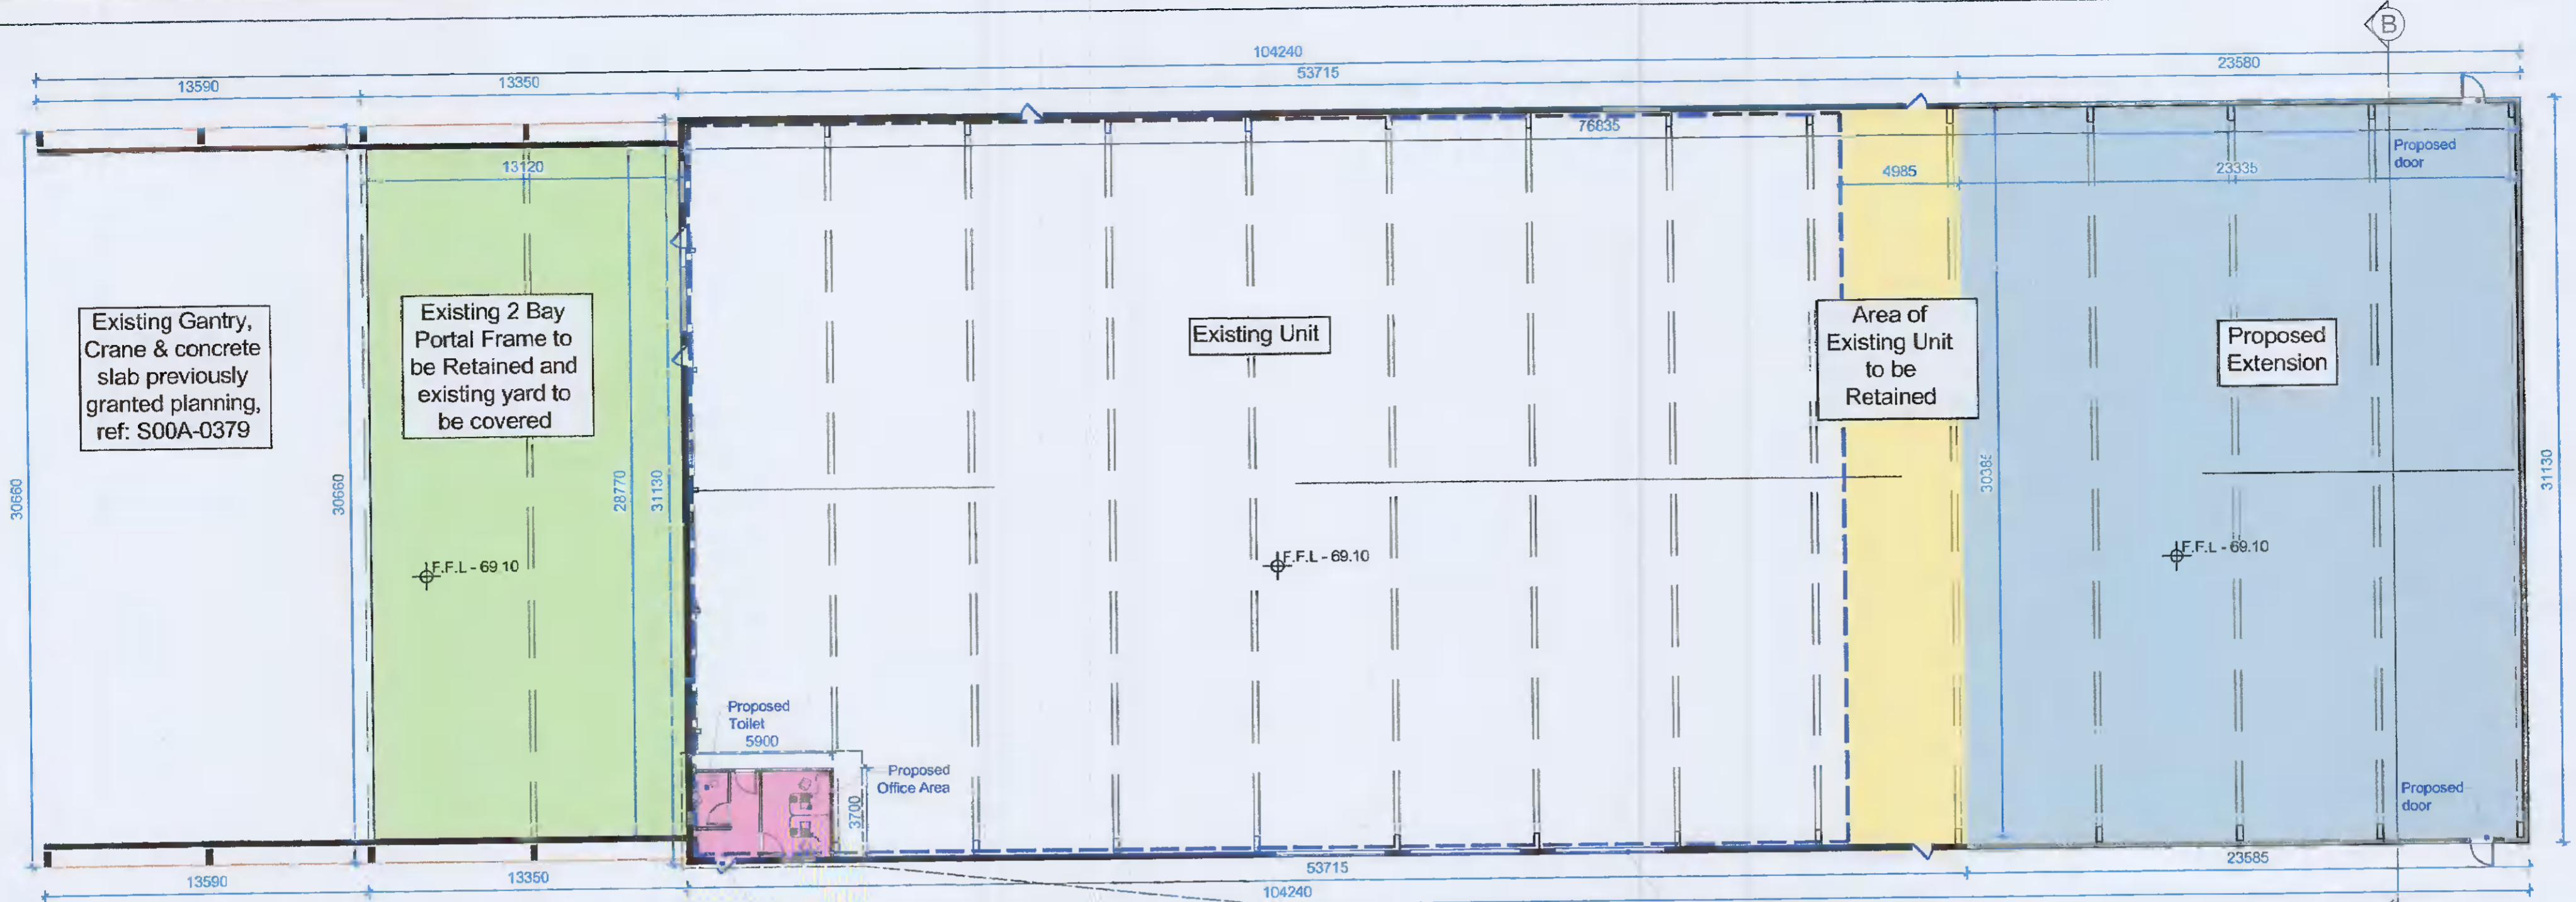 B
104240
13590
13350
53715
23580
76835
Proposed
door
13120
4985
23335
Existing Gantry,
Crane & concrete
slab previously
granted planning,
ref: S00A-0379
Existing 2 Bay
Portal Frame to
be Retained and
existing yard to
be covered
Existing Unit
Area of
Existing Unit
to be
Retained
Proposed
Extension
30660
30660
28770
31130
30385
31130
F.F.L - 69.10
F.F.L - 69.10
F.F.L - 69.10
Proposed
Toilet
5900
Proposed
Office Area
3700
Proposed
door
13590
13350
53715
23585
104240